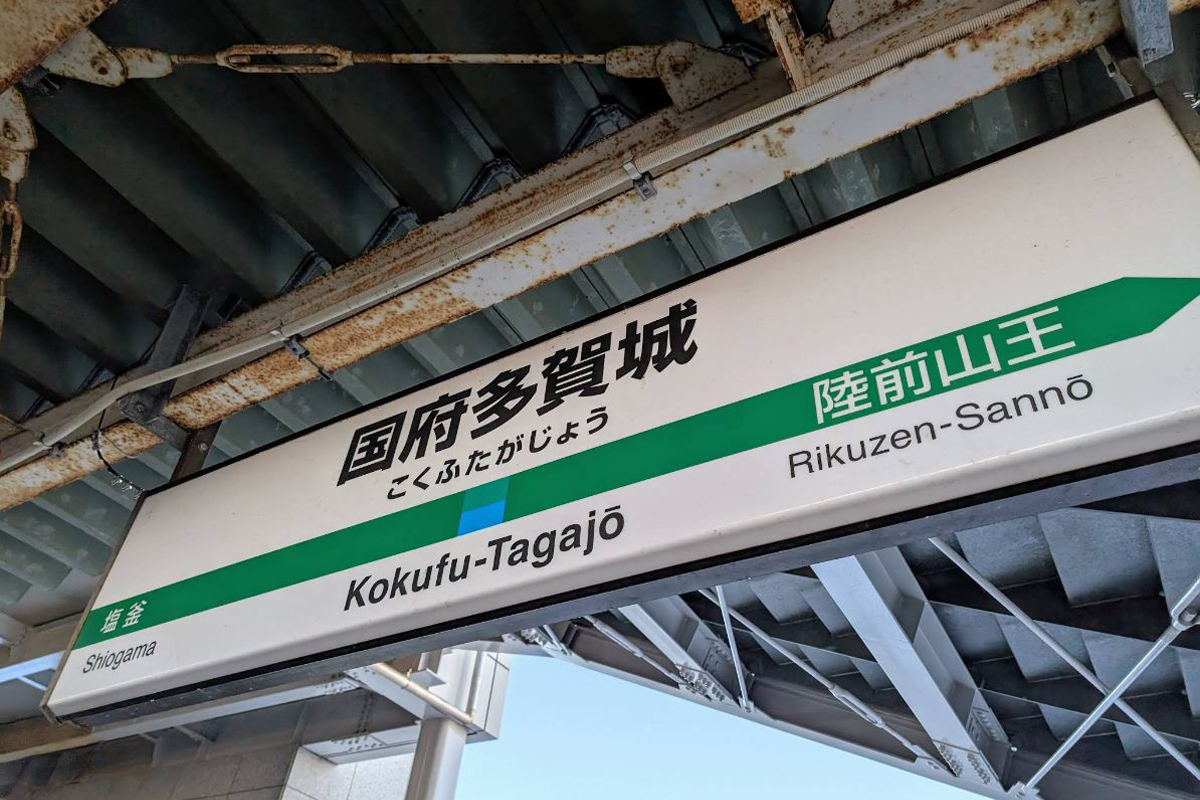 国府多賀城
こくふたがじょう
Kokufu-Tagajō
陸前山王
Rikuzen-Sannō
塩釜
Shiogama